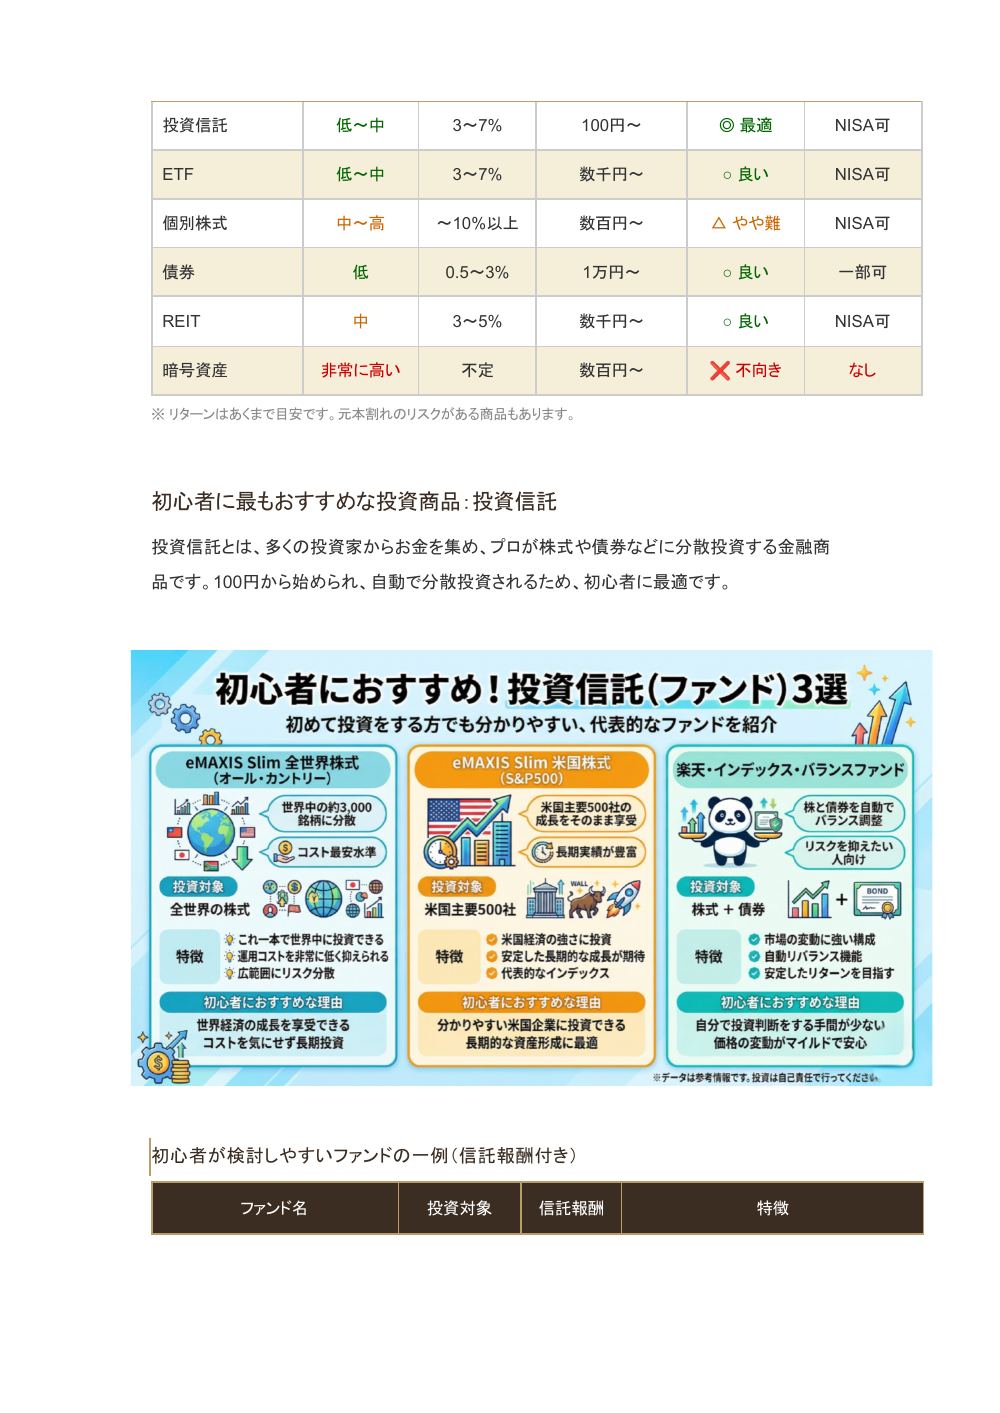 投資信託 低〜中 3〜7% 100円〜 ◎ 最適 NISA可
ETF 低〜中 3〜7% 数千円〜 ○ 良い NISA可
個別株式 中〜高 〜10%以上 数百円〜 △ やや難 NISA可
債券 低 0.5〜3% 1万円〜 ○ 良い 一部可
REIT 中 3〜5% 数千円〜 ○ 良い NISA可
暗号資産 非常に高い 不定 数百円〜 ❌ 不向き なし
※ リターンはあくまで目安です。元本割れのリスクがある商品もあります。
初心者に最もおすすめな投資商品：投資信託
投資信託とは、多くの投資家からお金を集め、プロが株式や債券などに分散投資する金融商
品です。100円から始められ、自動で分散投資されるため、初心者に最適です。
初心者におすすめ！投資信託（ファンド）3選
初めて投資をする方でも分かりやすい、代表的なファンドを紹介
eMAXIS Slim 全世界株式
（オール・カントリー）
世界中の約3,000
銘柄に分散
コスト最安水準
投資対象
全世界の株式
特徴
これ一本で世界中に投資できる
運用コストを非常に低く抑えられる
広範囲にリスク分散
初心者におすすめな理由
世界経済の成長を享受できる
コストを気にせず長期投資
eMAXIS Slim 米国株式
（S&P500）
米国主要500社の
成長をそのまま享受
長期実績が豊富
投資対象
米国主要500社
WALL
特徴
米国経済の強さに投資
安定した長期的な成長が期待
代表的なインデックス
初心者におすすめな理由
分かりやすい米国企業に投資できる
長期的な資産形成に最適
楽天・インデックス・バランスファンド
株と債券を自動で
バランス調整
リスクを抑えたい
人向け
投資対象
株式 + 債券
+
BOND
特徴
市場の変動に強い構成
自動リバランス機能
安定したリターンを目指す
初心者におすすめな理由
自分で投資判断をする手間が少ない
価格の変動がマイルドで安心
※データは参考情報です。投資は自己責任で行ってください。
初心者が検討しやすいファンドの一例（信託報酬付き）
ファンド名 投資対象 信託報酬 特徴